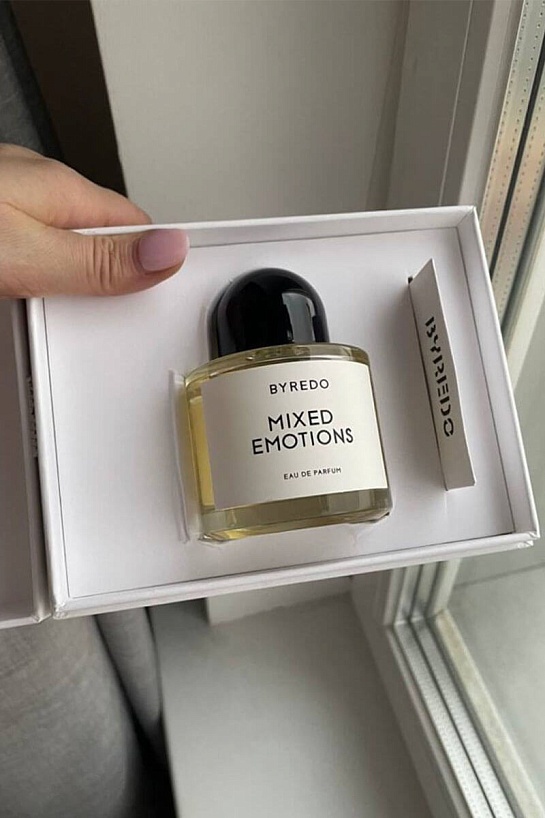 BYREDO
MIXED
EMOTIONS
EAU DE PARFUM
BYREDO